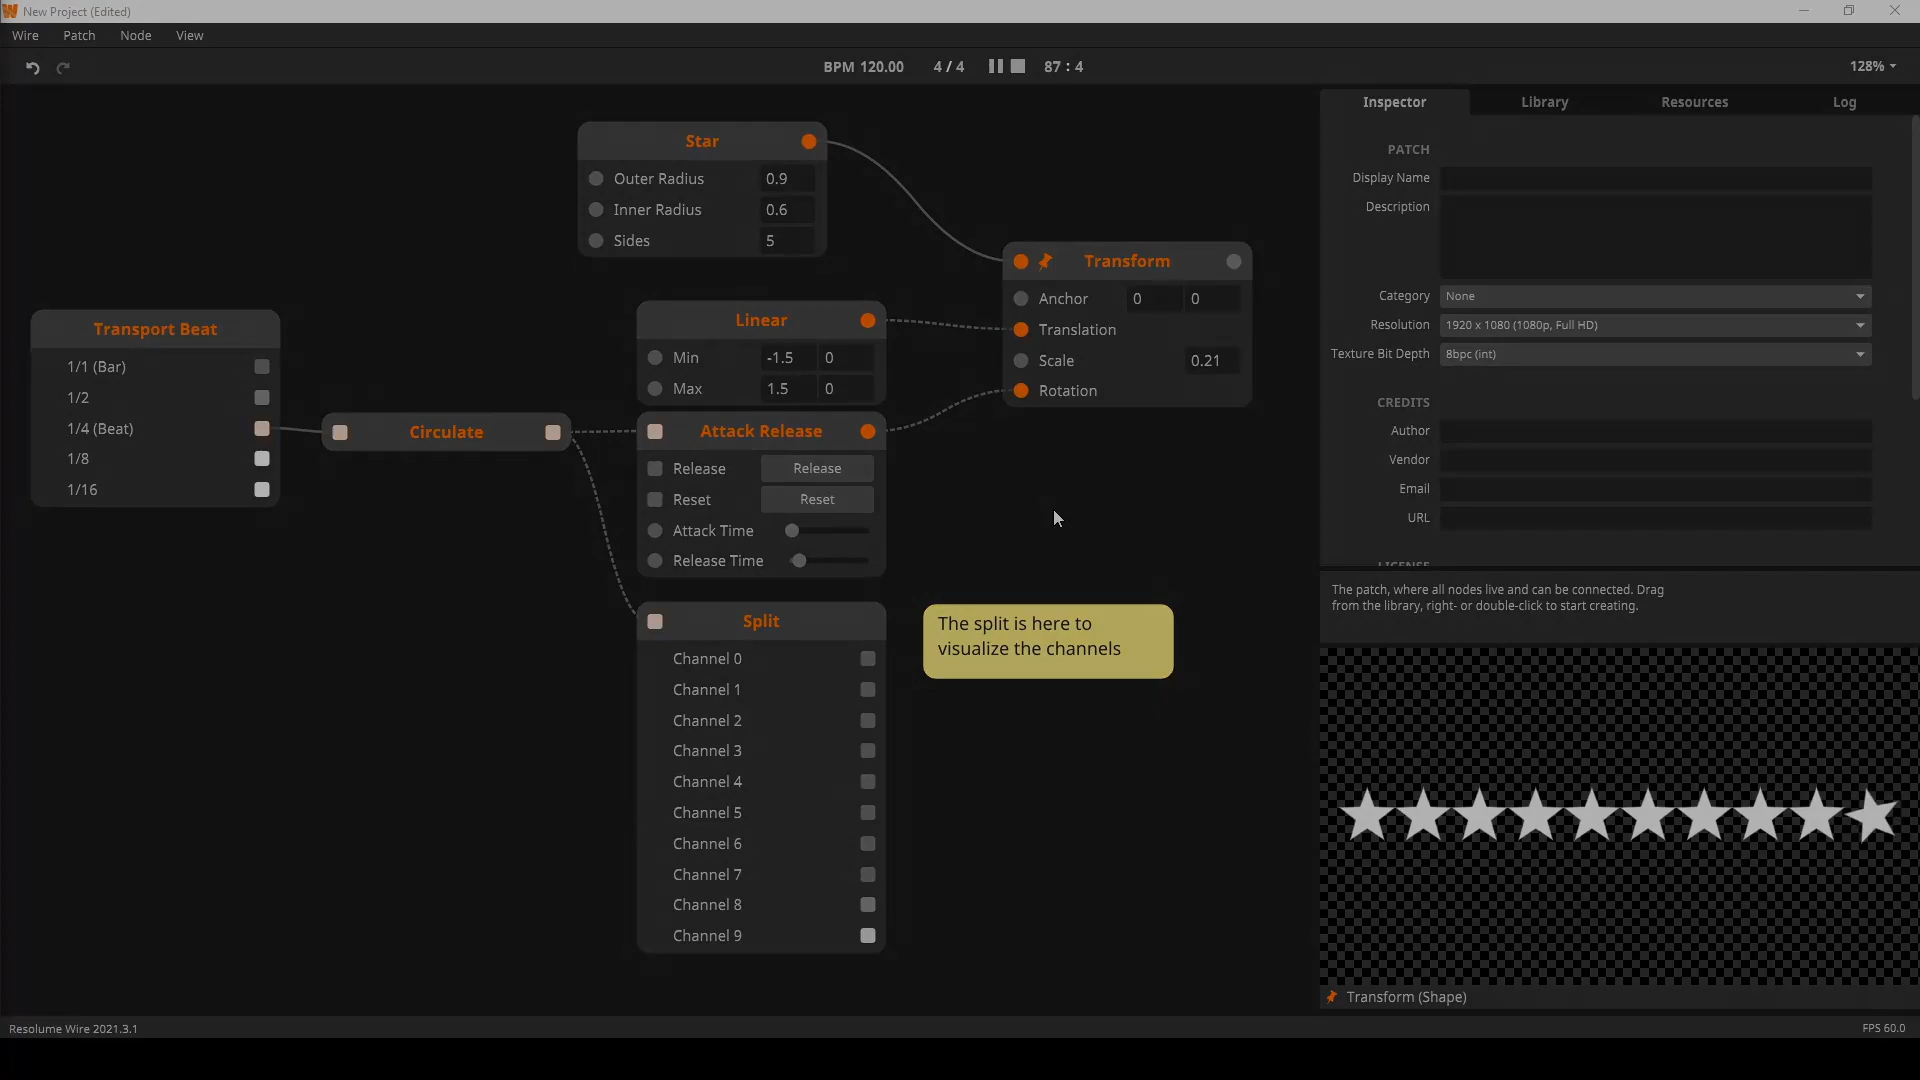 New Project (Edited)
Wire Patch Node View
BPM 120.00 4 / 4 87 : 4
128%
Inspector Library Resources Log
Star
Outer Radius 0.9
Inner Radius 0.6
Sides 5
Transport Beat
1/1 (Bar)
1/2
1/4 (Beat)
1/8
1/16
Circulate
Linear
Min -1.5 0
Max 1.5 0
Attack Release
Release Release
Reset Reset
Attack Time
Release Time
Transform
Anchor 0 0
Translation
Scale 0.21
Rotation
Split
Channel 0
Channel 1
Channel 2
Channel 3
Channel 4
Channel 5
Channel 6
Channel 7
Channel 8
Channel 9
The split is here to
visualize the channels
PATCH
Display Name
Description
Category None
Resolution 1920 x 1080 (1080p, Full HD)
Texture Bit Depth 8bpc (int)
CREDITS
Author
Vendor
Email
URL
LICENSE
The patch, where all nodes live and can be connected. Drag
from the library, right- or double-click to start creating.
Transform (Shape)
Resolume Wire 2021.3.1
FPS 60.0